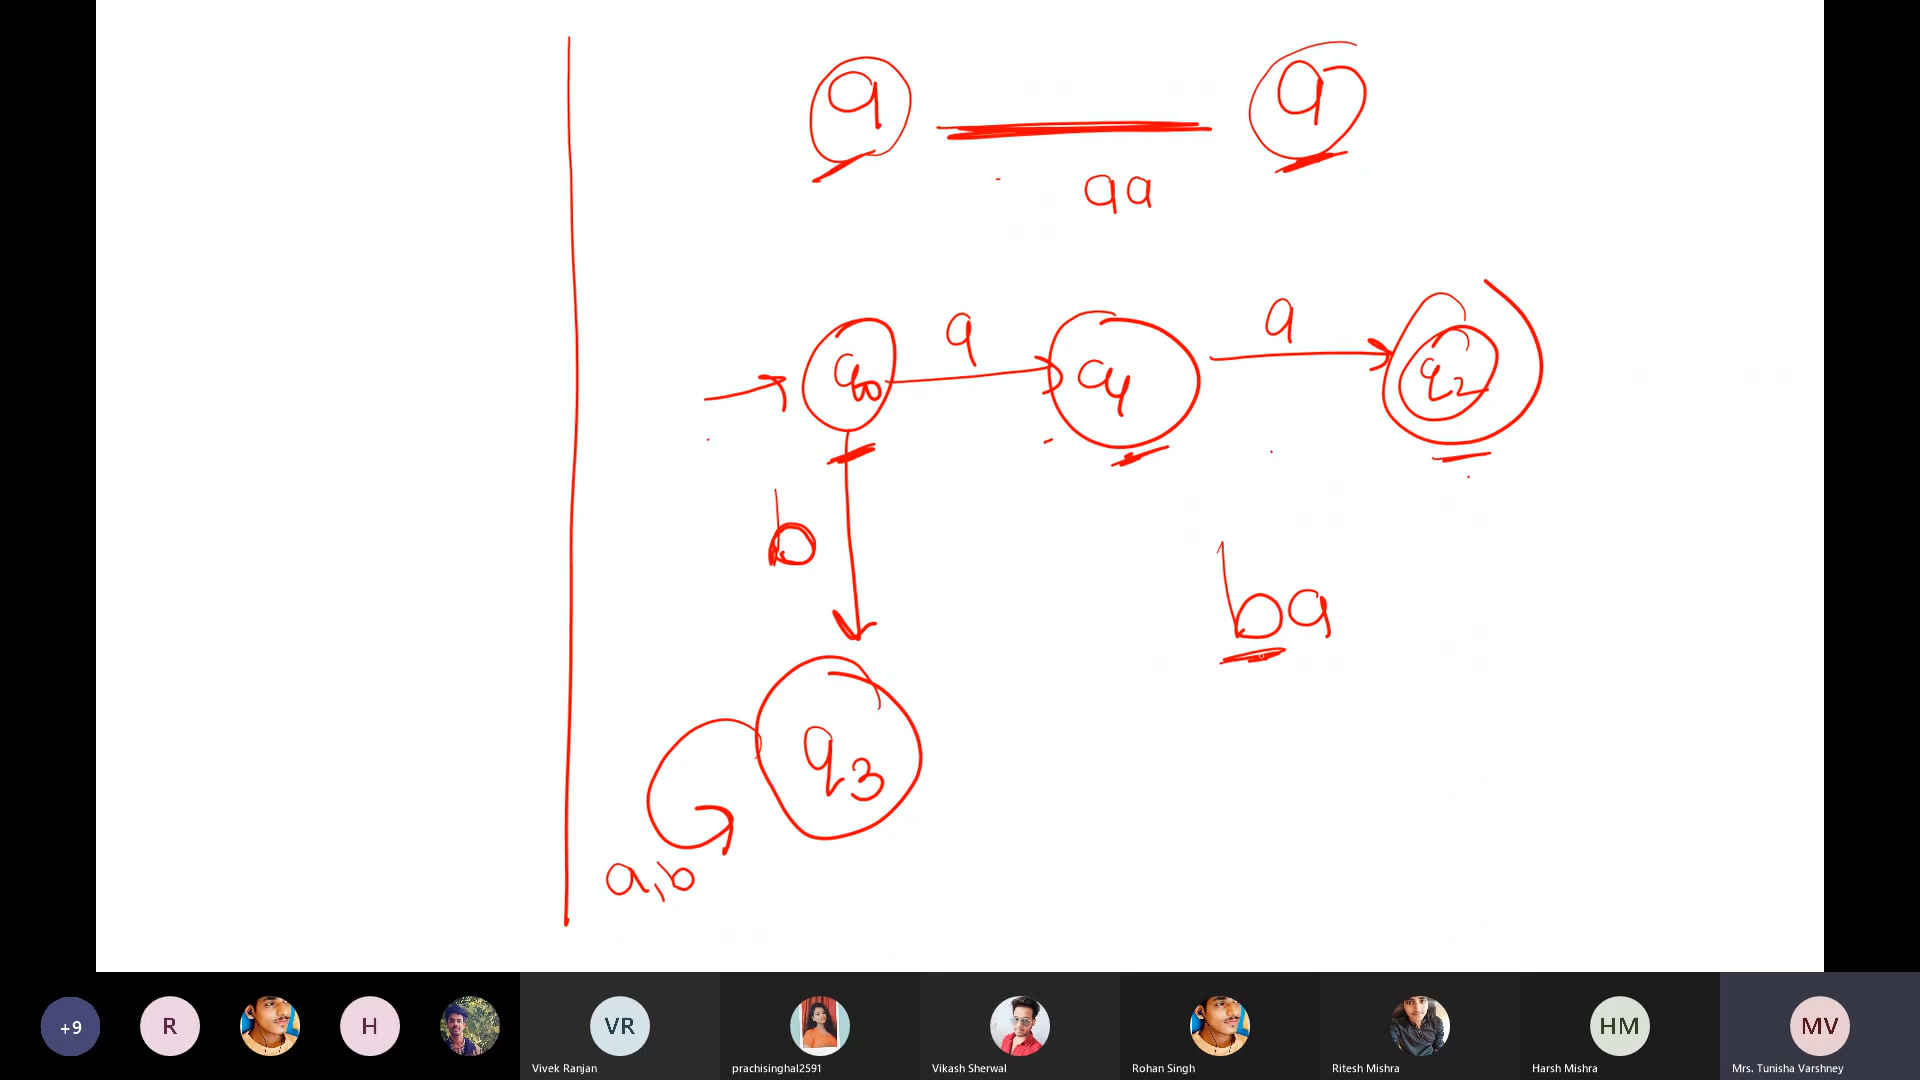 a a
aa
a a
q0 q1 q2
b
ba
q3
a,b
+9 R H VR HM MV
Vivek Ranjan prachisinghal2591 Vikash Sherwal Rohan Singh Ritesh Mishra Harsh Mishra Mrs. Tunisha Varshney